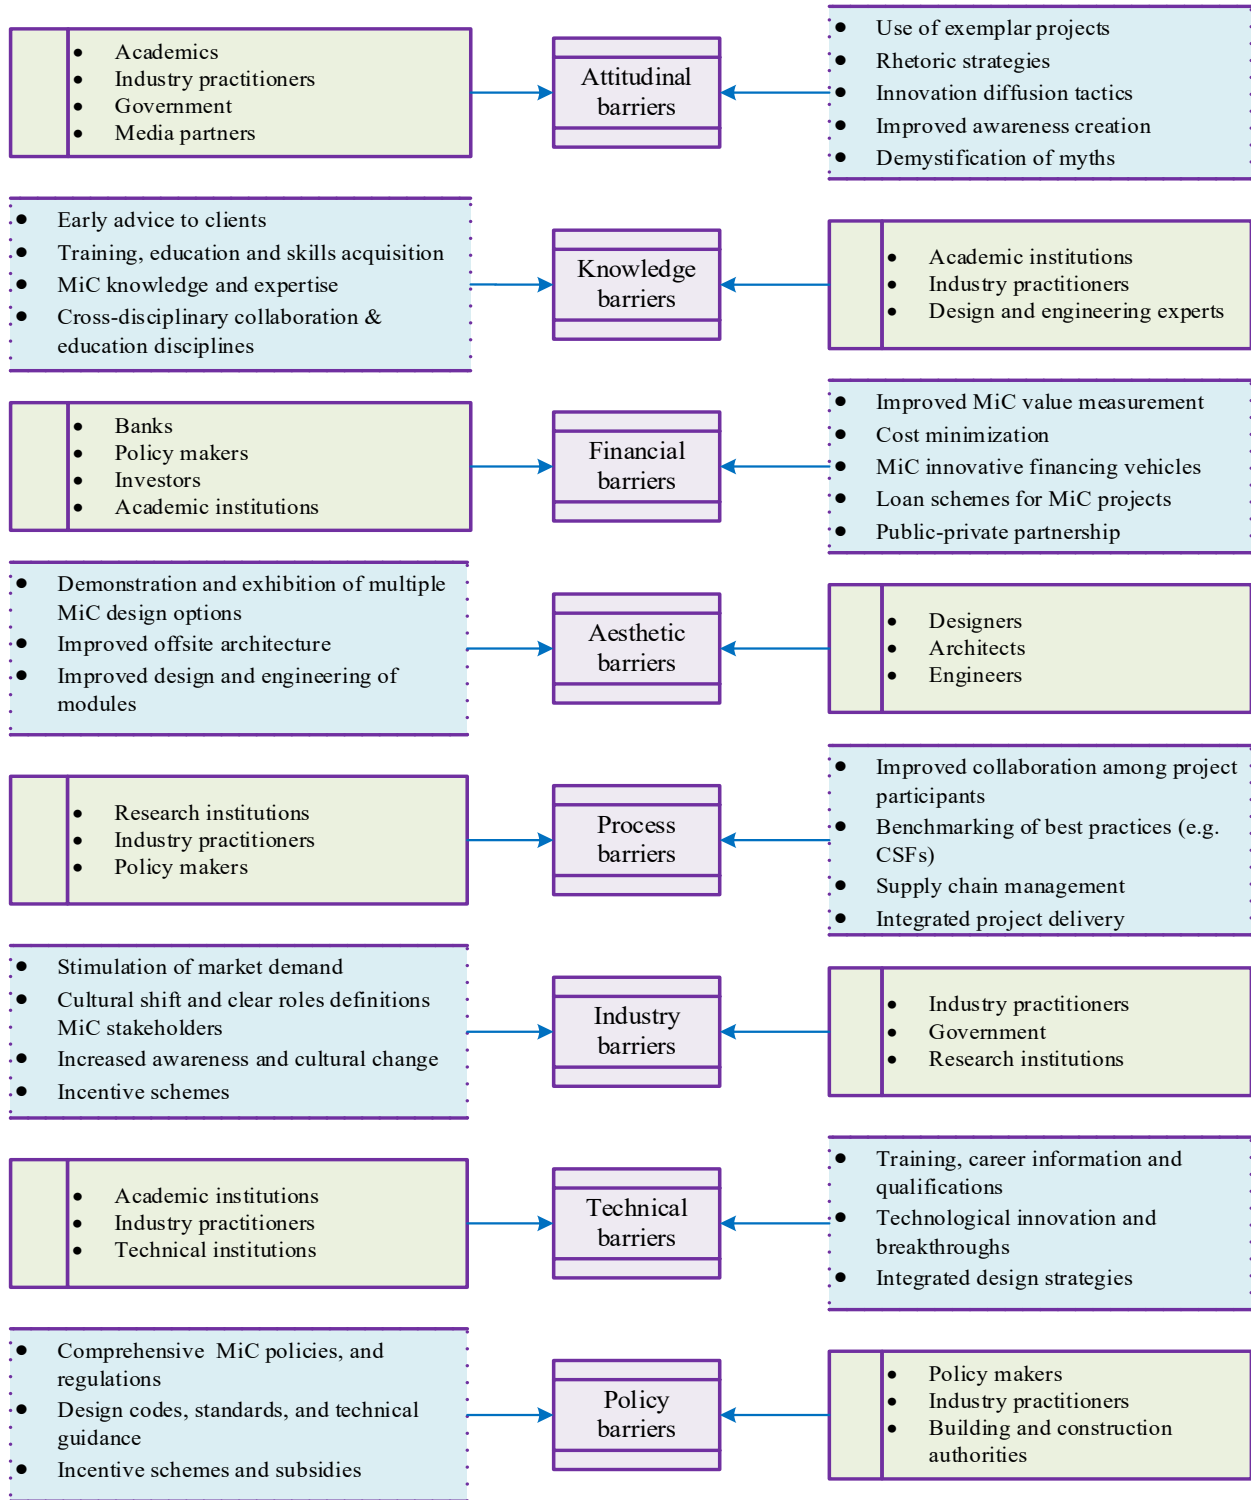 • Academics
• Industry practitioners
• Government
• Media partners
Attitudinal
barriers
• Use of exemplar projects
• Rhetoric strategies
• Innovation diffusion tactics
• Improved awareness creation
• Demystification of myths
• Early advice to clients
• Training, education and skills acquisition
• MiC knowledge and expertise
• Cross-disciplinary collaboration &
education disciplines
Knowledge
barriers
• Academic institutions
• Industry practitioners
• Design and engineering experts
• Banks
• Policy makers
• Investors
• Academic institutions
Financial
barriers
• Improved MiC value measurement
• Cost minimization
• MiC innovative financing vehicles
• Loan schemes for MiC projects
• Public-private partnership
• Demonstration and exhibition of multiple
MiC design options
• Improved offsite architecture
• Improved design and engineering of
modules
Aesthetic
barriers
• Designers
• Architects
• Engineers
• Research institutions
• Industry practitioners
• Policy makers
Process
barriers
• Improved collaboration among project
participants
• Benchmarking of best practices (e.g.
CSFs)
• Supply chain management
• Integrated project delivery
• Stimulation of market demand
• Cultural shift and clear roles definitions
MiC stakeholders
• Increased awareness and cultural change
• Incentive schemes
Industry
barriers
• Industry practitioners
• Government
• Research institutions
• Academic institutions
• Industry practitioners
• Technical institutions
Technical
barriers
• Training, career information and
qualifications
• Technological innovation and
breakthroughs
• Integrated design strategies
• Comprehensive MiC policies, and
regulations
• Design codes, standards, and technical
guidance
• Incentive schemes and subsidies
Policy
barriers
• Policy makers
• Industry practitioners
• Building and construction
authorities